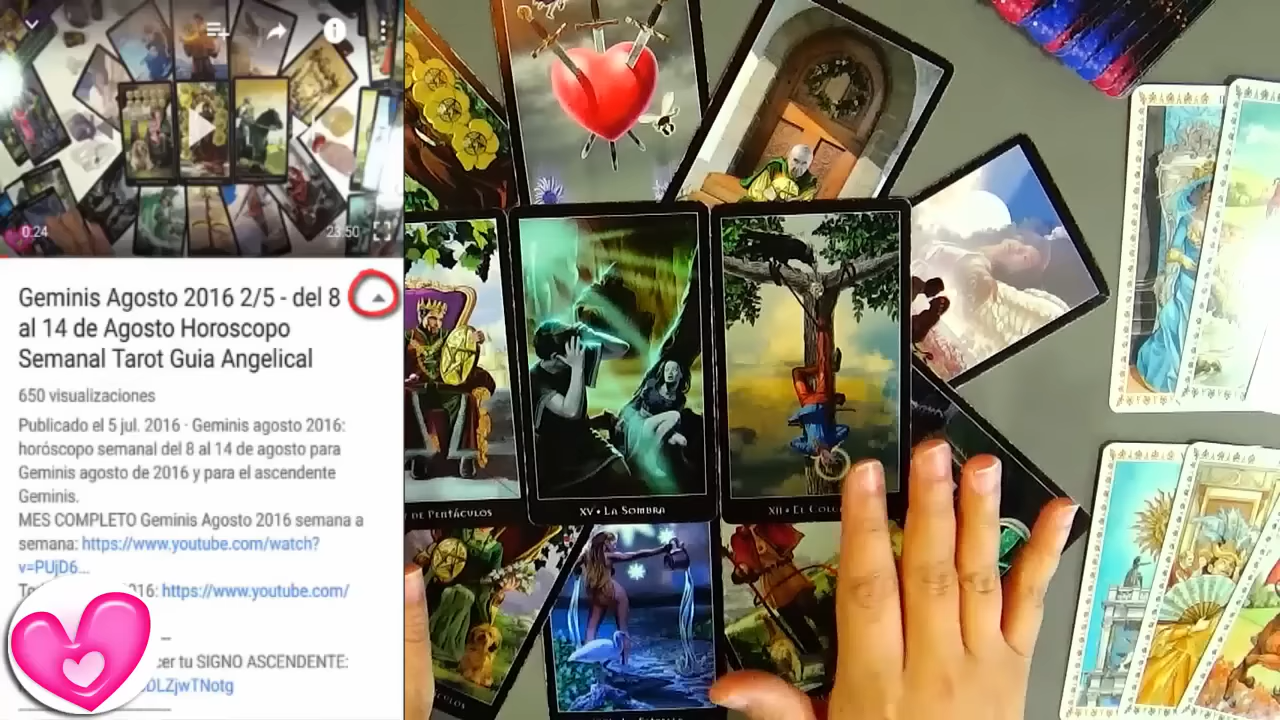 0:24
23:50
Geminis Agosto 2016 2/5 - del 8
al 14 de Agosto Horoscopo
Semanal Tarot Guia Angelical
650 visualizaciones
Publicado el 5 jul. 2016 · Geminis agosto 2016:
horóscopo semanal del 8 al 14 de agosto para
Geminis agosto de 2016 y para el ascendente
Geminis.
MES COMPLETO Geminis Agosto 2016 semana a
semana: https://www.youtube.com/watch?
v=PUjD6...
016: https://www.youtube.com/
cer tu SIGNO ASCENDENTE:
DLZjwTNotg
DE PENTÁCULOS
XV • LA SOMBRA
XII • EL COLG